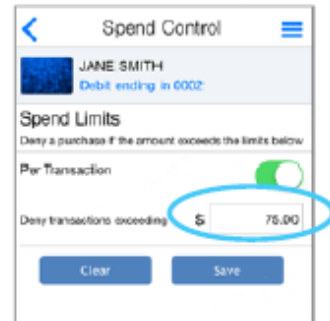 Spend Control
JANE SMITH
Debit ending in 0002
Spend Limits
Deny a purchase if the amount exceeds the limits below
Per Transaction
Deny transactions exceeding $ 75.00
Clear Save